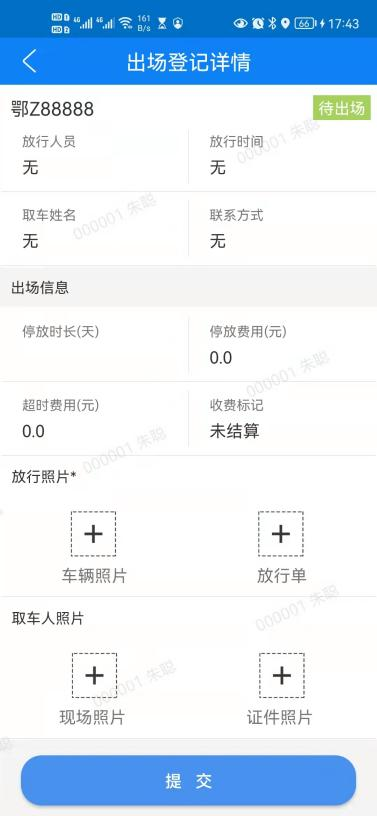 HD 1 4G 4G 161 B/s 66 17:43
HD 2
出场登记详情
鄂Z88888 待出场
放行人员 放行时间
无 无
取车姓名 联系方式
无 无
出场信息
停放时长(天) 停放费用(元)
0.0
超时费用(元) 收费标记
0.0 未结算
放行照片*
车辆照片 放行单
取车人照片
现场照片 证件照片
提 交
000001 朱聪
000001 朱聪
000001 朱聪
000001 朱聪
000001 朱聪
000001 朱聪